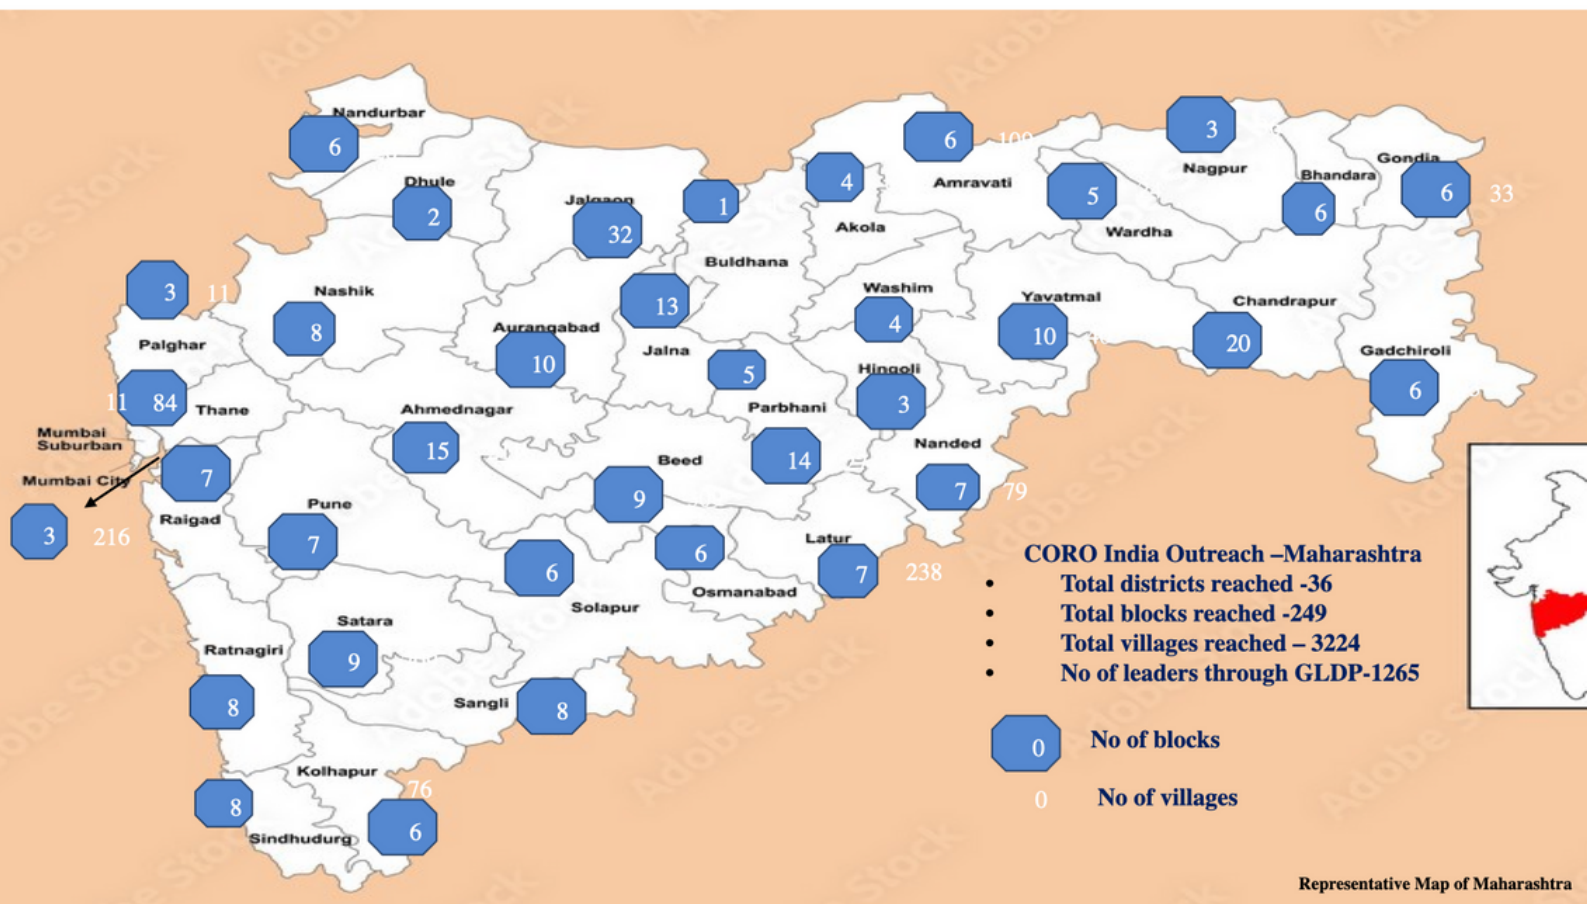 Nandurbar
6
Dhule
2
Jalgaon
32
1
4
6
109
3
Nagpur
Gondia
Bhandara
6
33
Amravati
5
6
Akola
Wardha
Buldhana
3
11
Nashik
8
13
Washim
4
Yavatmal
10
Chandrapur
20
Aurangabad
10
Palghar
Jalna
5
Hingoli
3
Gadchiroli
6
11
84
Thane
Ahmednagar
15
Parbhani
14
Mumbai
Suburban
Nanded
7
79
Beed
9
Mumbai City
7
Raigad
Pune
7
3
216
6
6
Latur
7
238
Osmanabad
Solapur
CORO India Outreach –Maharashtra
• Total districts reached -36
• Total blocks reached -249
• Total villages reached – 3224
• No of leaders through GLDP-1265
Satara
9
Ratnagiri
8
Sangli
8
0 No of blocks
Kolhapur
76
8
6
Sindhudurg
0 No of villages
Representative Map of Maharashtra
Adobe Stock